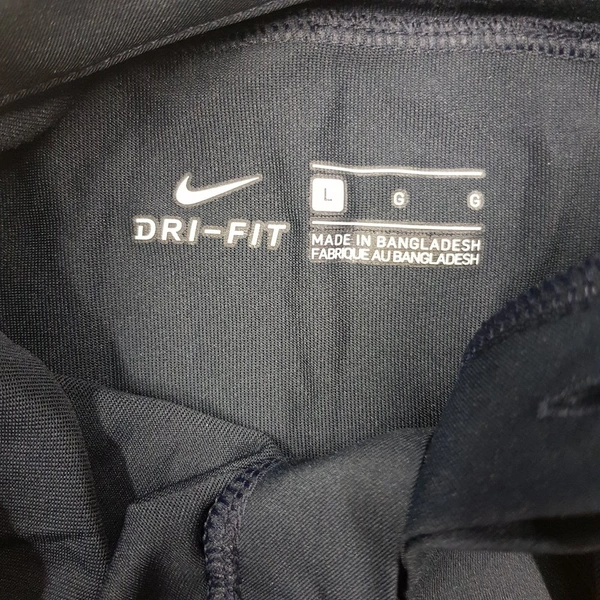 DRI-FIT
L G G
MADE IN BANGLADESH
FABRIQUE AU BANGLADESH